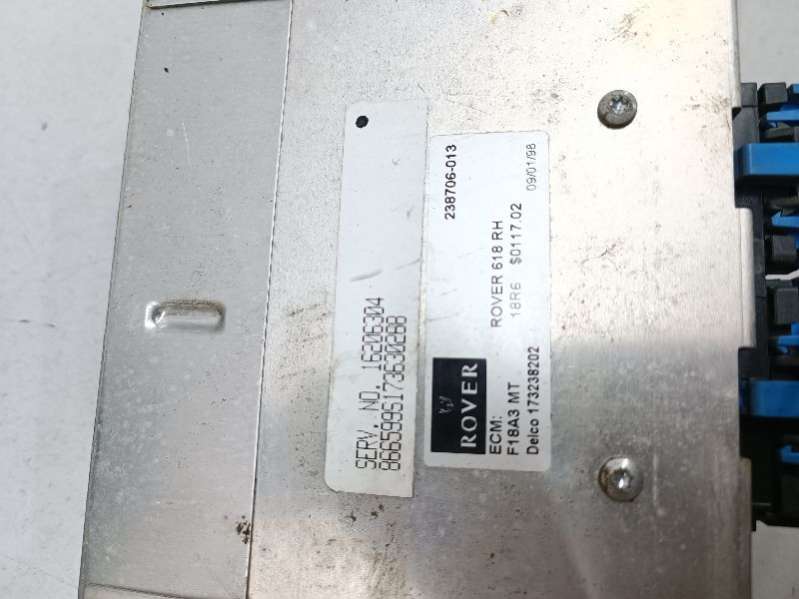 SERV. NO. 16206304
8665996173630288
238706-013
ROVER
ECM: ROVER 618 RH
F18A3 MT 18R6 $0117.02
Delco 173238202 09/01/98